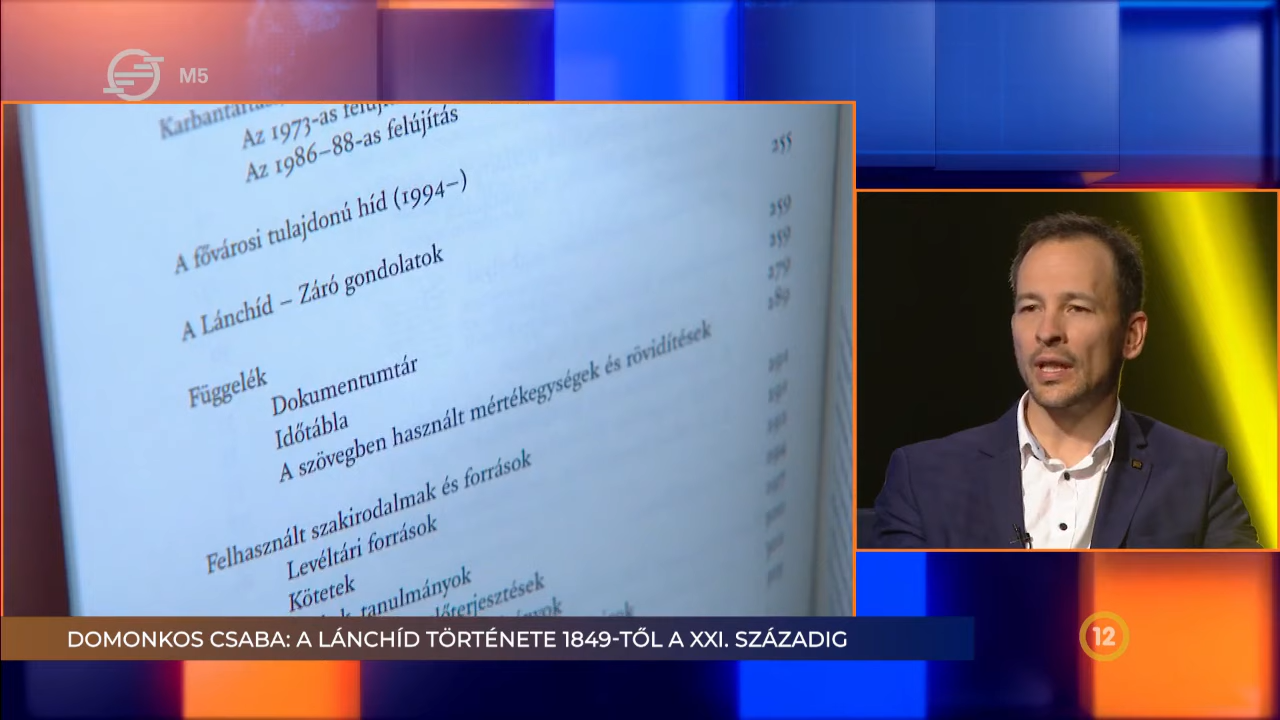 M5
Az 1973-as
Az 1986–88-as felújítás
255
A fővárosi tulajdonú híd (1994–)
259
A Lánchíd – Záró gondolatok
259
279
289
Függelék
Dokumentumtár
Időtábla
A szövegben használt mértékegységek és rövidítések
Felhasznált szakirodalmak és források
Levéltári források
Kötetek
tanulmányok
DOMONKOS CSABA: A LÁNCHÍD TÖRTÉNETE 1849-TŐL A XXI. SZÁZADIG
12